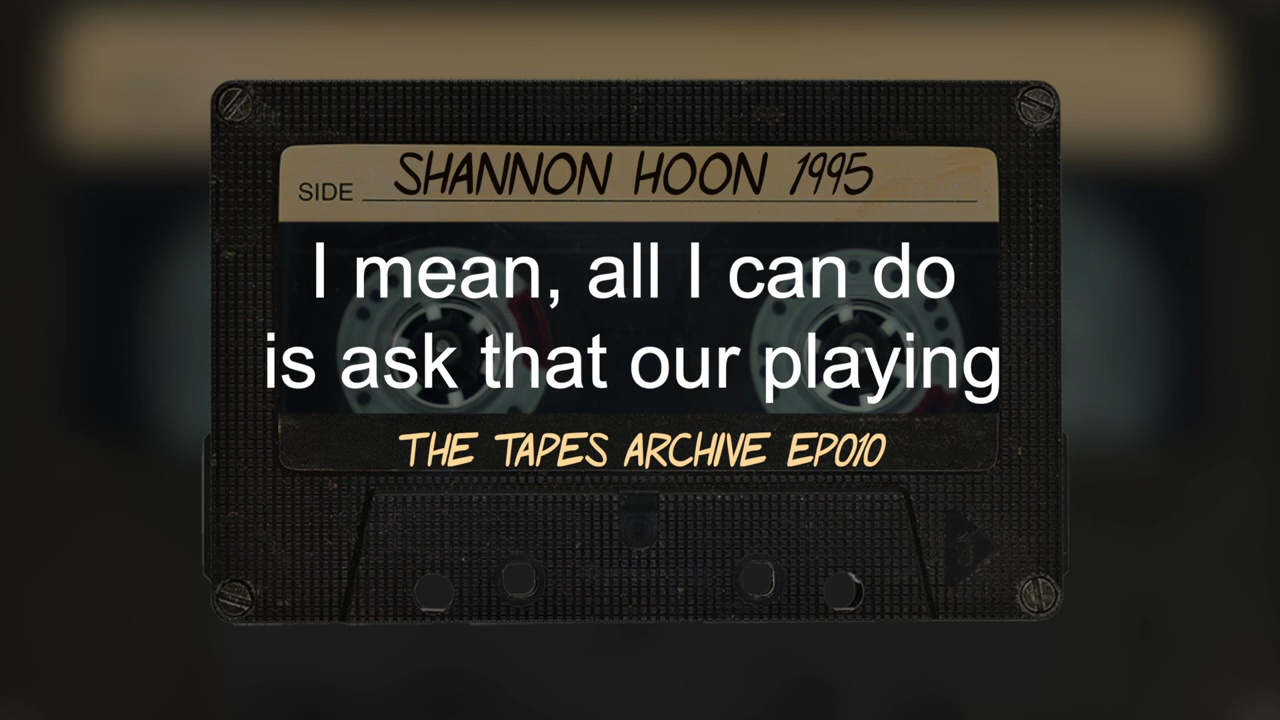 SHANNON HOON 1995
SIDE
I mean, all I can do
is ask that our playing
THE TAPES ARCHIVE EP010